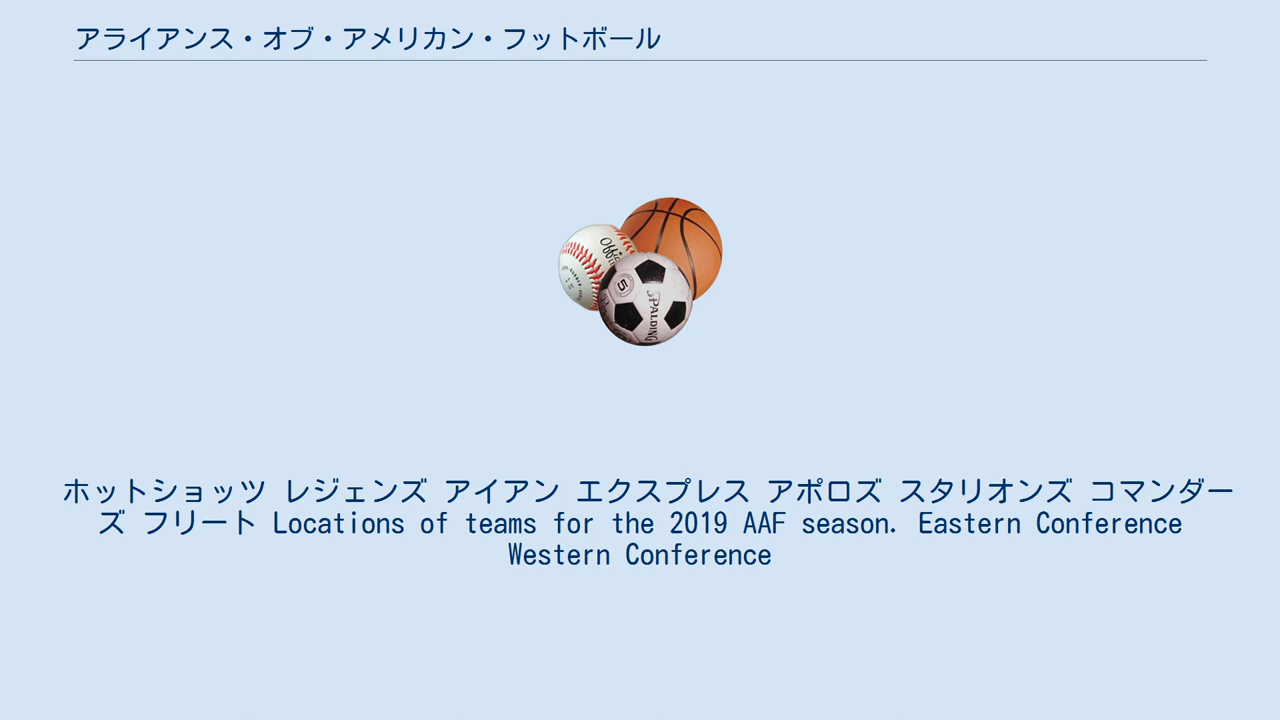 アライアンス・オブ・アメリカン・フットボール
Offici
5
SPALDING
ホットショッツ レジェンズ アイアン エクスプレス アポロズ スタリオンズ コマンダー
ズ フリート Locations of teams for the 2019 AAF season. Eastern Conference
Western Conference